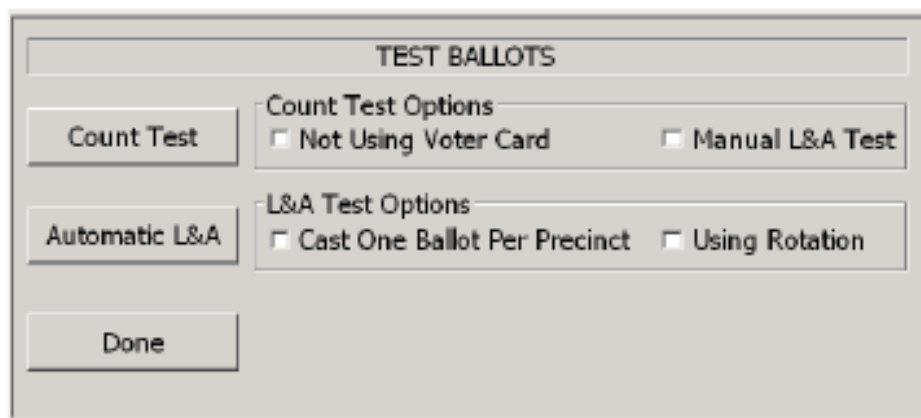 TEST BALLOTS
Count Test
Count Test Options
Not Using Voter Card
Manual L&A Test
Automatic L&A
L&A Test Options
Cast One Ballot Per Precinct
Using Rotation
Done